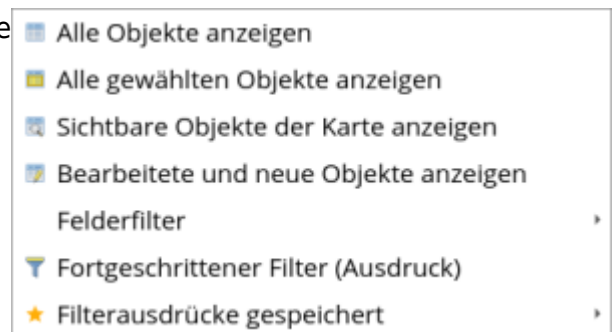 e
Alle Objekte anzeigen
Alle gewählten Objekte anzeigen
Sichtbare Objekte der Karte anzeigen
Bearbeitete und neue Objekte anzeigen
Felderfilter
Fortgeschrittener Filter (Ausdruck)
Filterausdrücke gespeichert